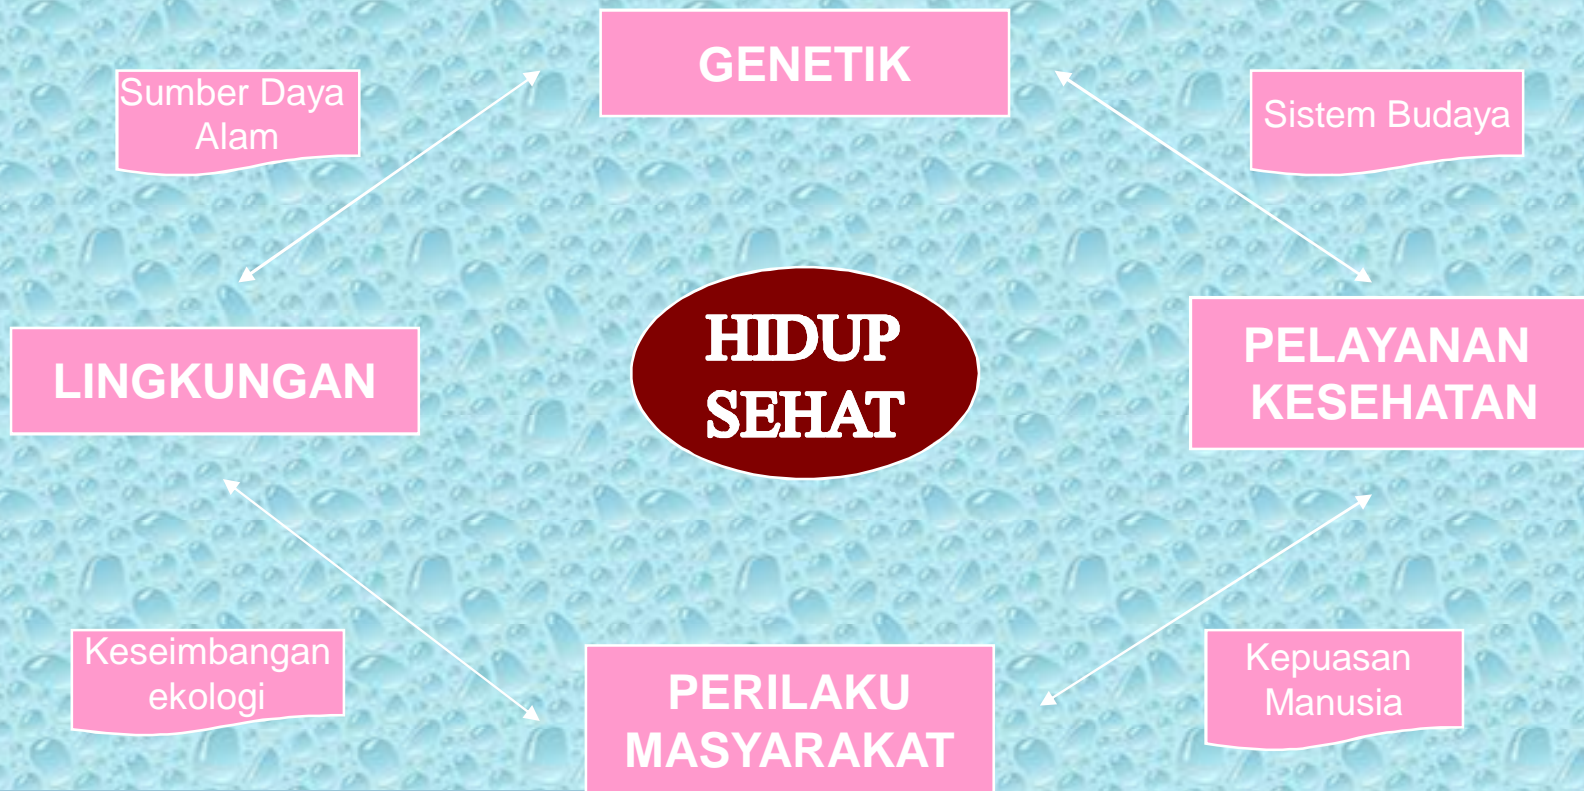 GENETIK
Sumber Daya
Alam
Sistem Budaya
HIDUP
SEHAT
LINGKUNGAN
PELAYANAN
KESEHATAN
Keseimbangan
ekologi
PERILAKU
MASYARAKAT
Kepuasan
Manusia